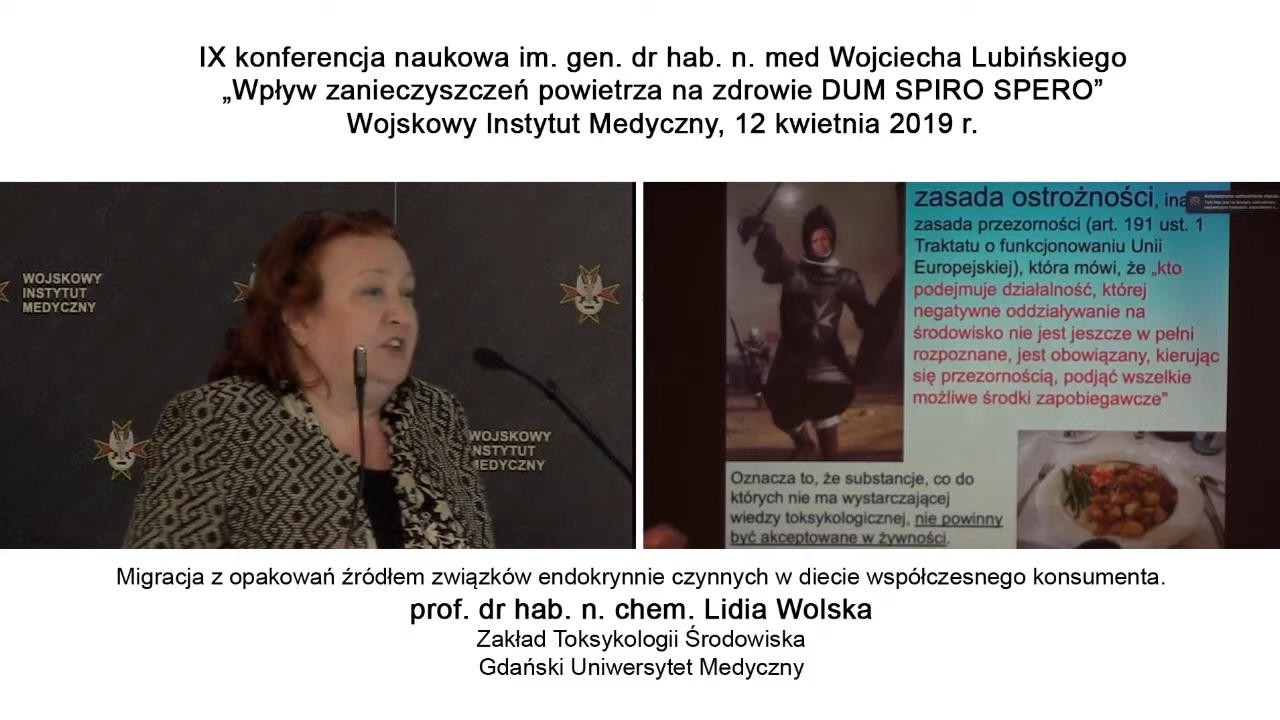 IX konferencja naukowa im. gen. dr hab. n. med Wojciecha Lubińskiego
„Wpływ zanieczyszczeń powietrza na zdrowie DUM SPIRO SPERO”
Wojskowy Instytut Medyczny, 12 kwietnia 2019 r.
WOJSKOWY
INSTYTUT
MEDYCZNY
WOJSKOWY
INSTYTUT
MEDYCZNY
zasada ostrożności, ina
zasada przezorności (art. 191 ust. 1
Traktatu o funkcjonowaniu Unii
Europejskiej), która mówi, że „kto
podejmuje działalność, której
negatywne oddziaływanie na
środowisko nie jest jeszcze w pełni
rozpoznane, jest obowiązany, kierując
się przezornością, podjąć wszelkie
możliwe środki zapobiegawcze"
Oznacza to, że substancje, co do
których nie ma wystarczającej
wiedzy toksykologicznej, nie powinny
być akceptowane w żywności.
Migracja z opakowań źródłem związków endokrynnie czynnych w diecie współczesnego konsumenta.
prof. dr hab. n. chem. Lidia Wolska
Zakład Toksykologii Środowiska
Gdański Uniwersytet Medyczny